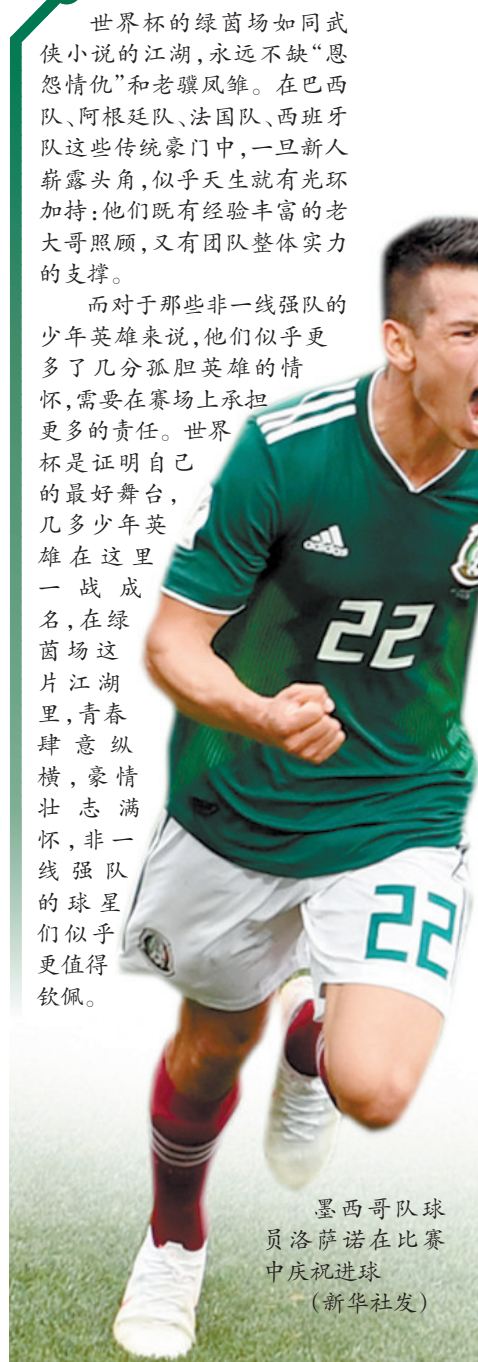 世界杯的绿茵场如同武
侠小说的江湖，永远不缺“恩
怨情仇”和老骥凤雏。在巴西
队、阿根廷队、法国队、西班牙
队这些传统豪门中，一旦新人
崭露头角，似乎天生就有光环
加持：他们既有经验丰富的老
大哥照顾，又有团队整体实力
的支撑。
而对于那些非一线强队的
少年英雄来说，他们似乎更
多了几分孤胆英雄的情
怀，需要在赛场上承担
更多的责任。世界
杯是证明自己
的最好舞台，
几多少年英
雄在这里
一战成
名，在绿
茵场这
片江湖
里，青春
肆意纵
横，豪情
壮志满
怀，非一
线强队
的球星
们似乎
更值得
钦佩。
adidas
22
22
墨西哥队球
员洛萨诺在比赛
中庆祝进球
（新华社发）